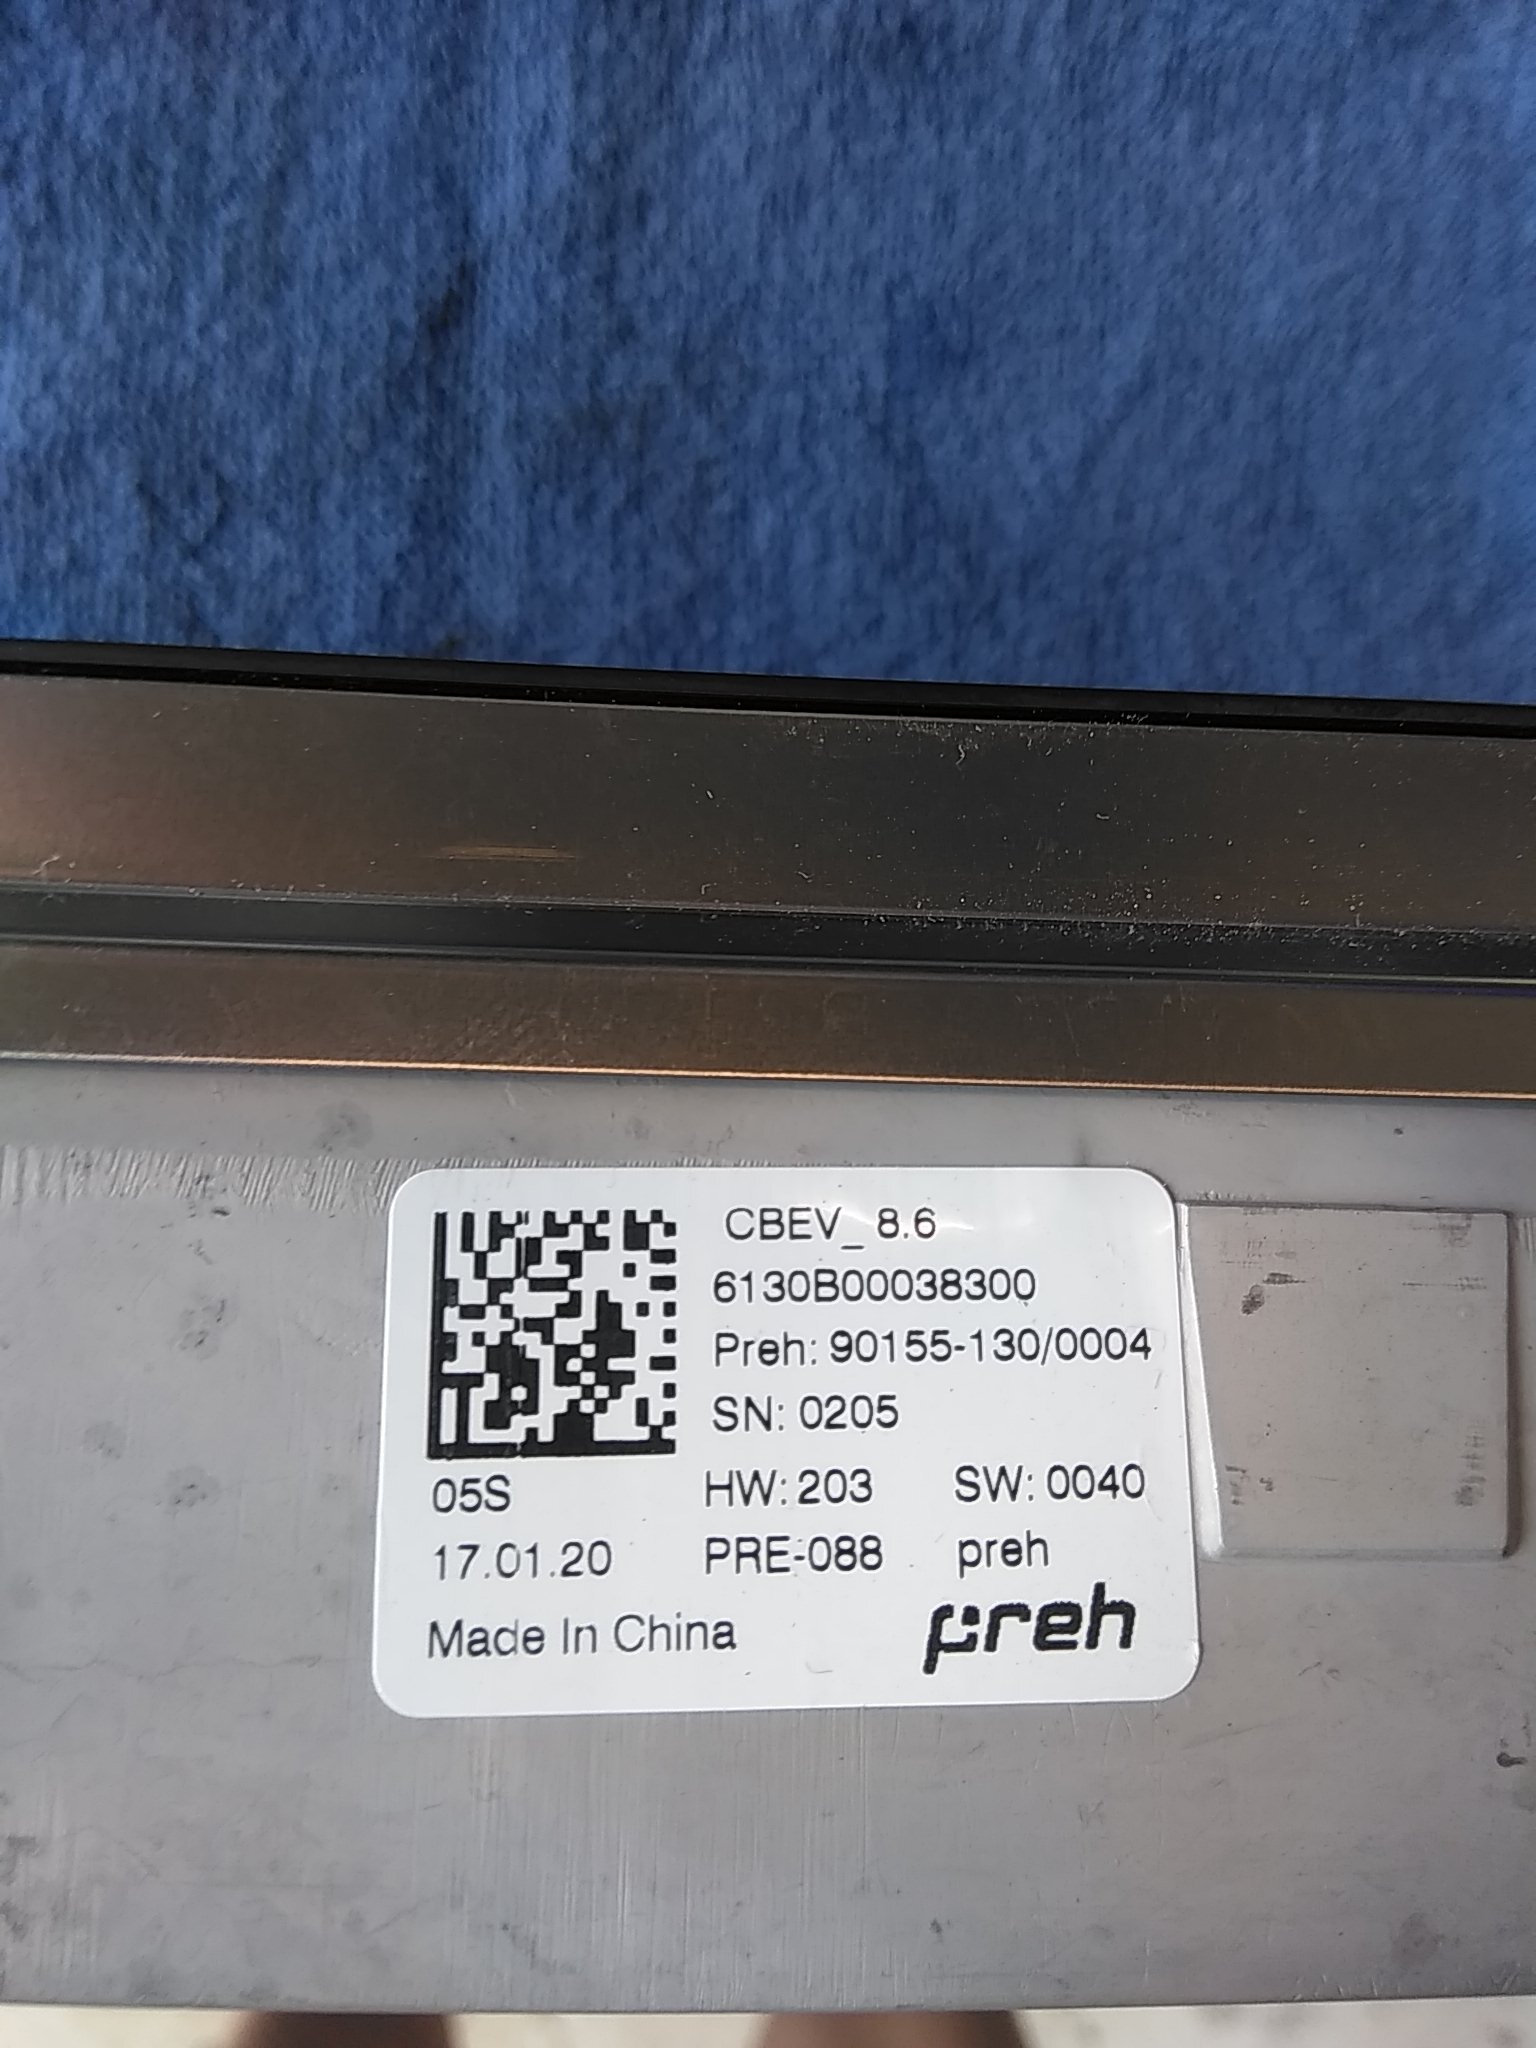 CBEV_ 8.6
6130B00038300
Preh: 90155-130/0004
SN: 0205
05S HW: 203 SW: 0040
17.01.20 PRE-088 preh
Made In China preh